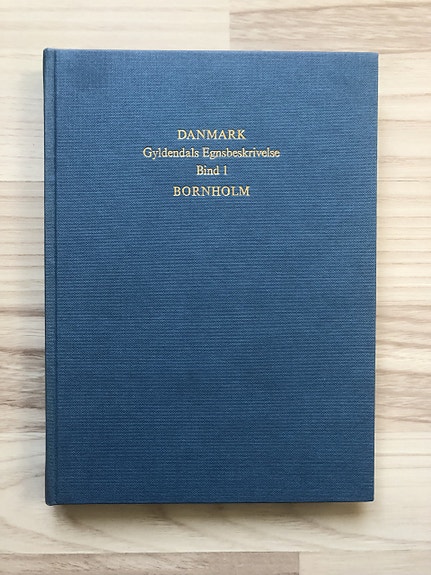 DANMARK
Gyldendals Egnsbeskrivelse
Bind 1
BORNHOLM